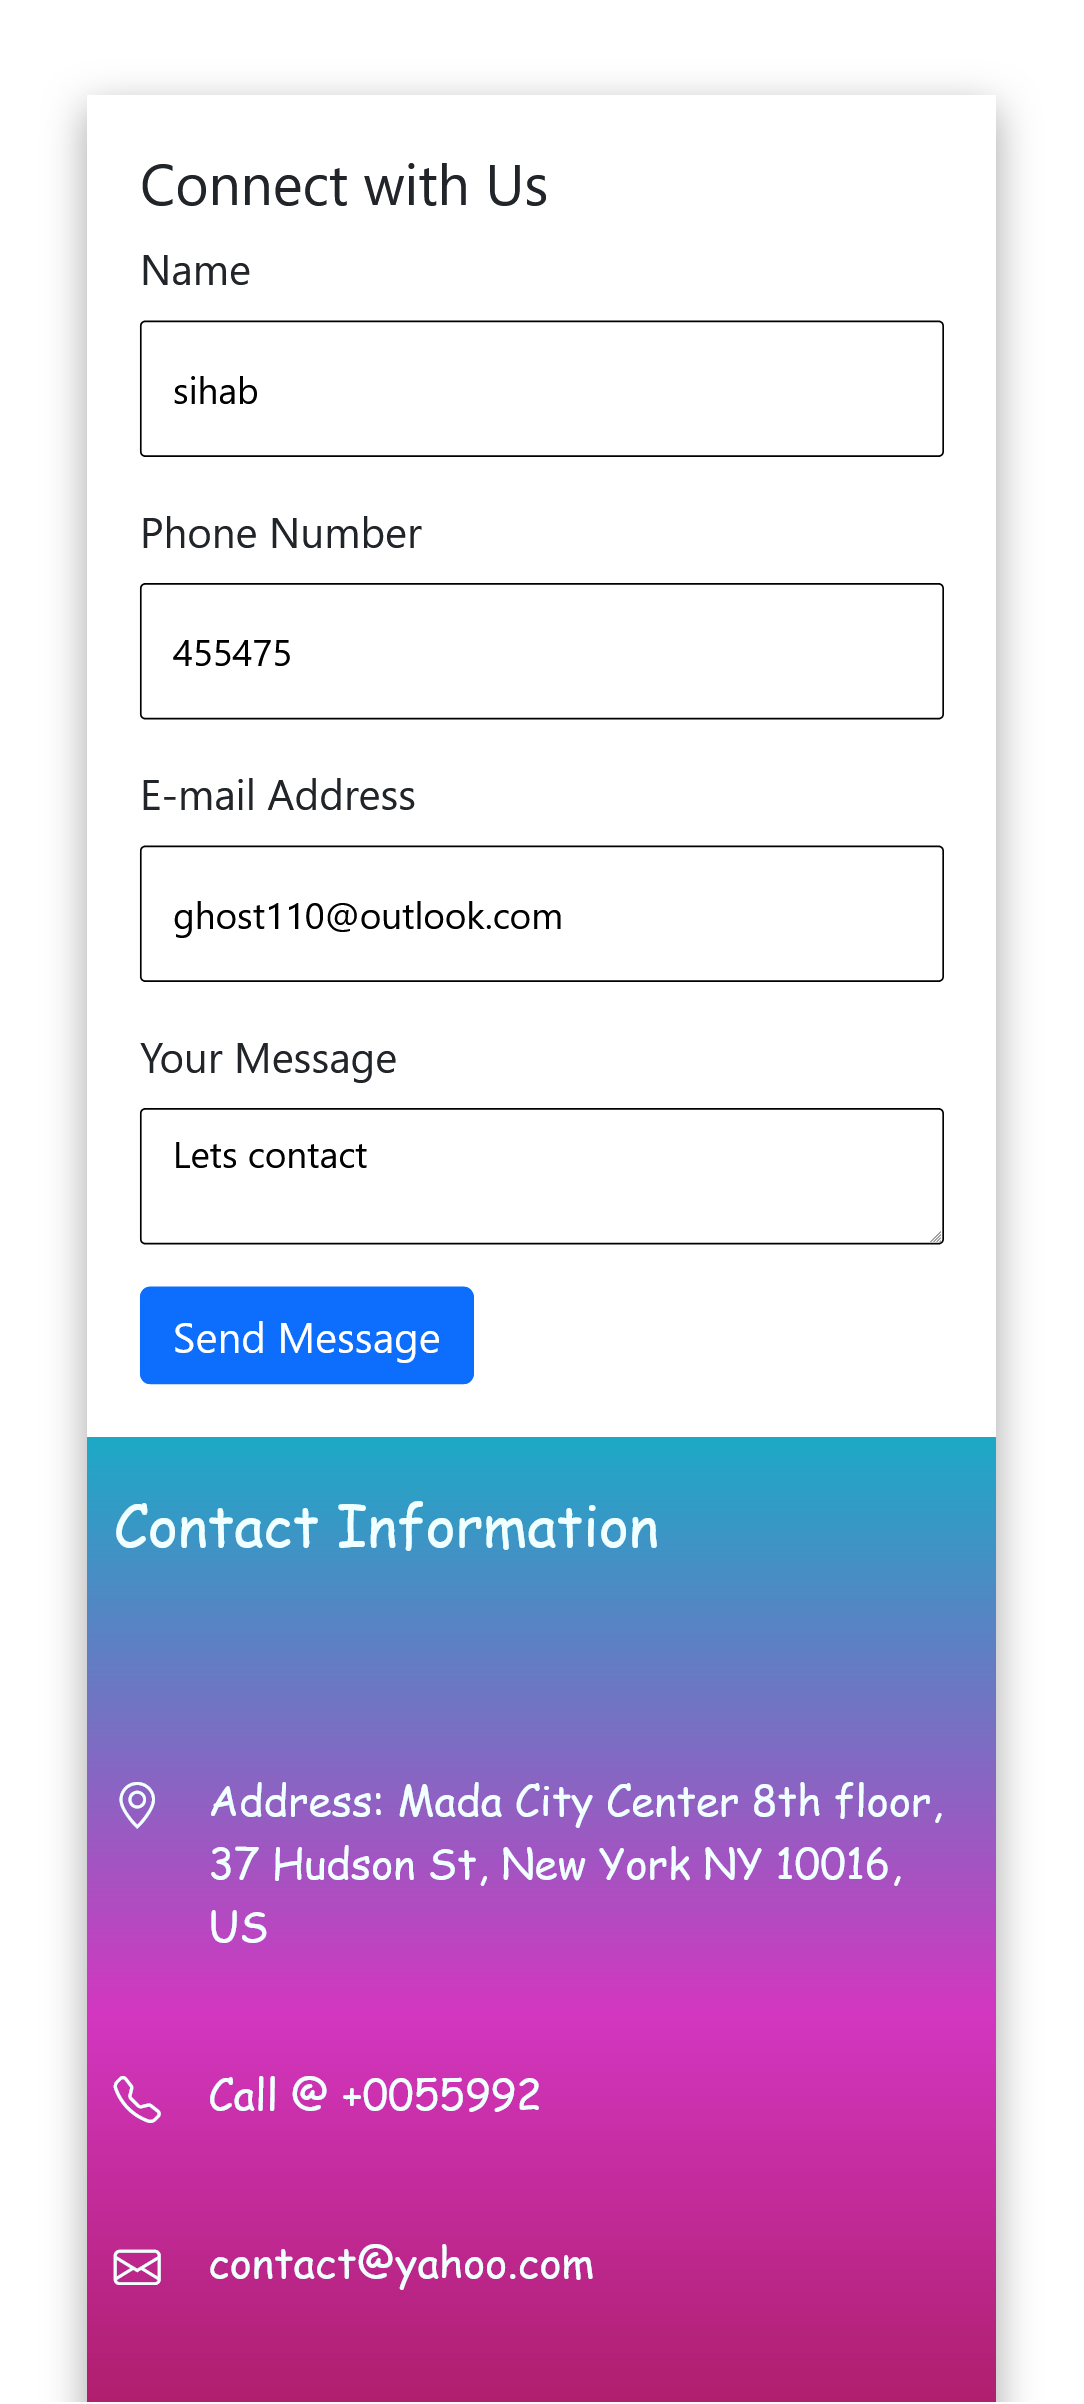 Connect with Us
Name
sihab
Phone Number
455475
E-mail Address
ghost110@outlook.com
Your Message
Lets contact
Send Message
Contact Information
Address: Mada City Center 8th floor,
37 Hudson St, New York NY 10016,
US
Call @ +0055992
contact@yahoo.com